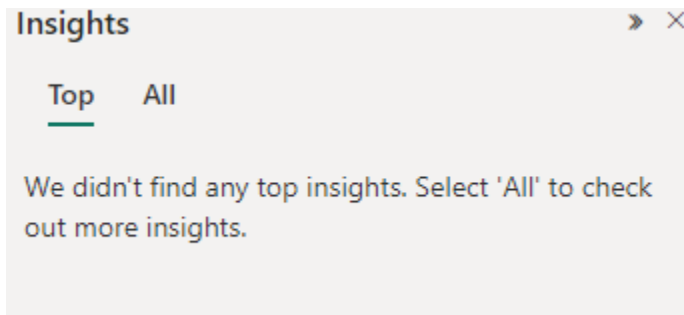 Insights
Top All
We didn't find any top insights. Select 'All' to check
out more insights.